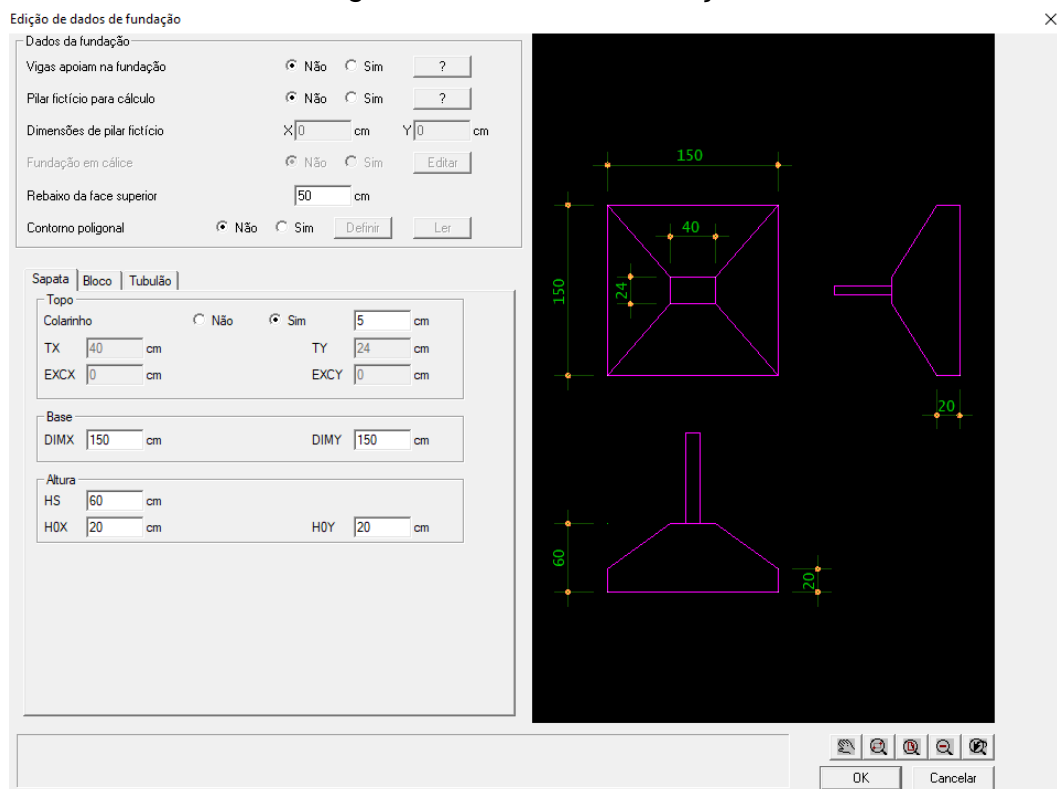 Edição de dados de fundação
Dados da fundação
Vigas apoiam na fundação Não Sim ?
Pilar fictício para cálculo Não Sim ?
Dimensões de pilar fictício X 0 cm Y 0 cm
Fundação em cálice Não Sim Editar
Rebaixo da face superior 50 cm
Contorno poligonal Não Sim Definir Ler
Sapata Bloco Tubulão
Topo
Colarinho Não Sim 5 cm
TX 40 cm TY 24 cm
EXCX 0 cm EXCY 0 cm
Base
DIMX 150 cm DIMY 150 cm
Altura
HS 60 cm
H0X 20 cm H0Y 20 cm
150
40
24
150
20
60
20
OK Cancelar